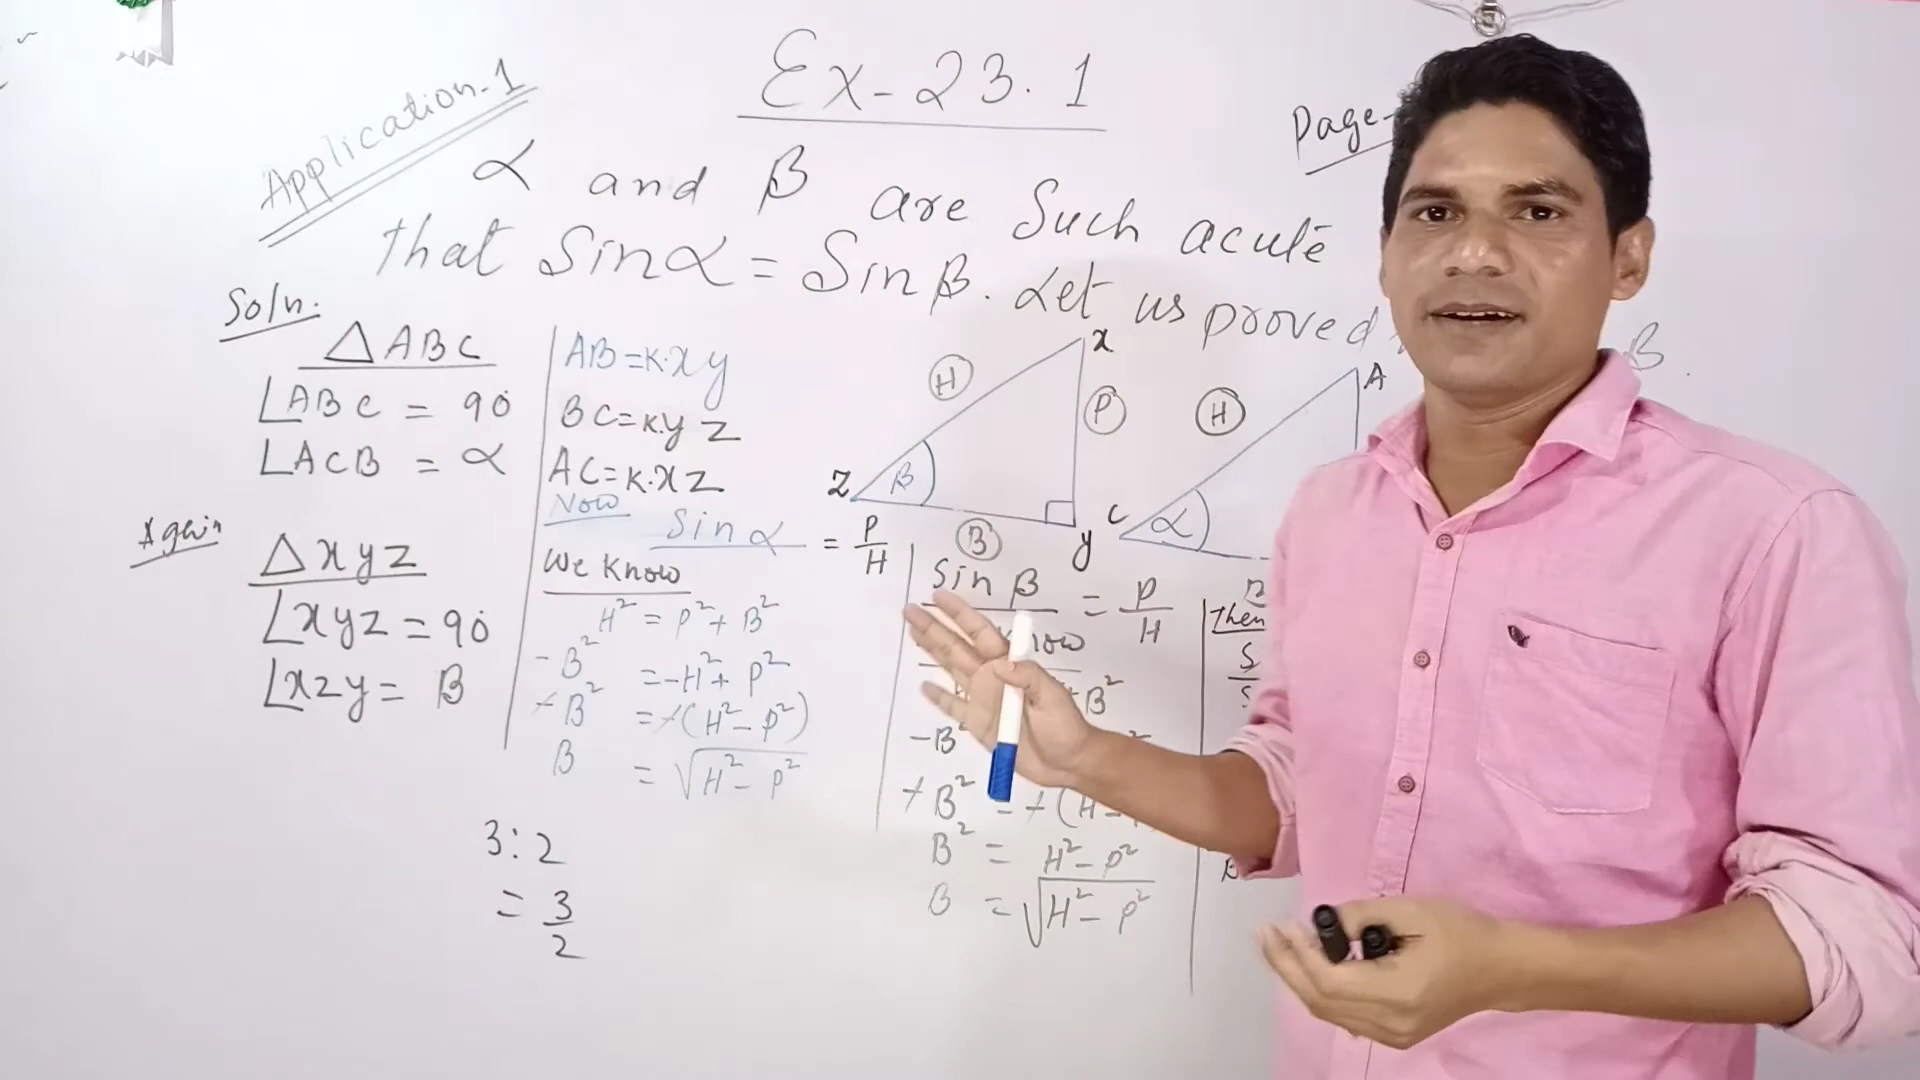 Application-1
Ex-23.1
Page-
α and β are Such acute
that Sinα = Sinβ. Let us proved
β.
Soln.
△ABC
∠ABC = 90°
∠ACB = α
Again
△xyz
∠xyz = 90°
∠xzy = β
AB=K.xy
BC=K.yz
AC=K.xz
Now
Sin α = P/H
We Know
H² = P² + B²
-B² = -H² + P²
-B² = -(H² - P²)
B = √H² - P²
3:2
= 3/2
x
H
P
Z
β
B
y
A
H
C
α
B
Sin β = P/H
Know
+B²
-B²
+B² = +(H-
B² = H² - P²
B = √H² - P²
Then
S
S